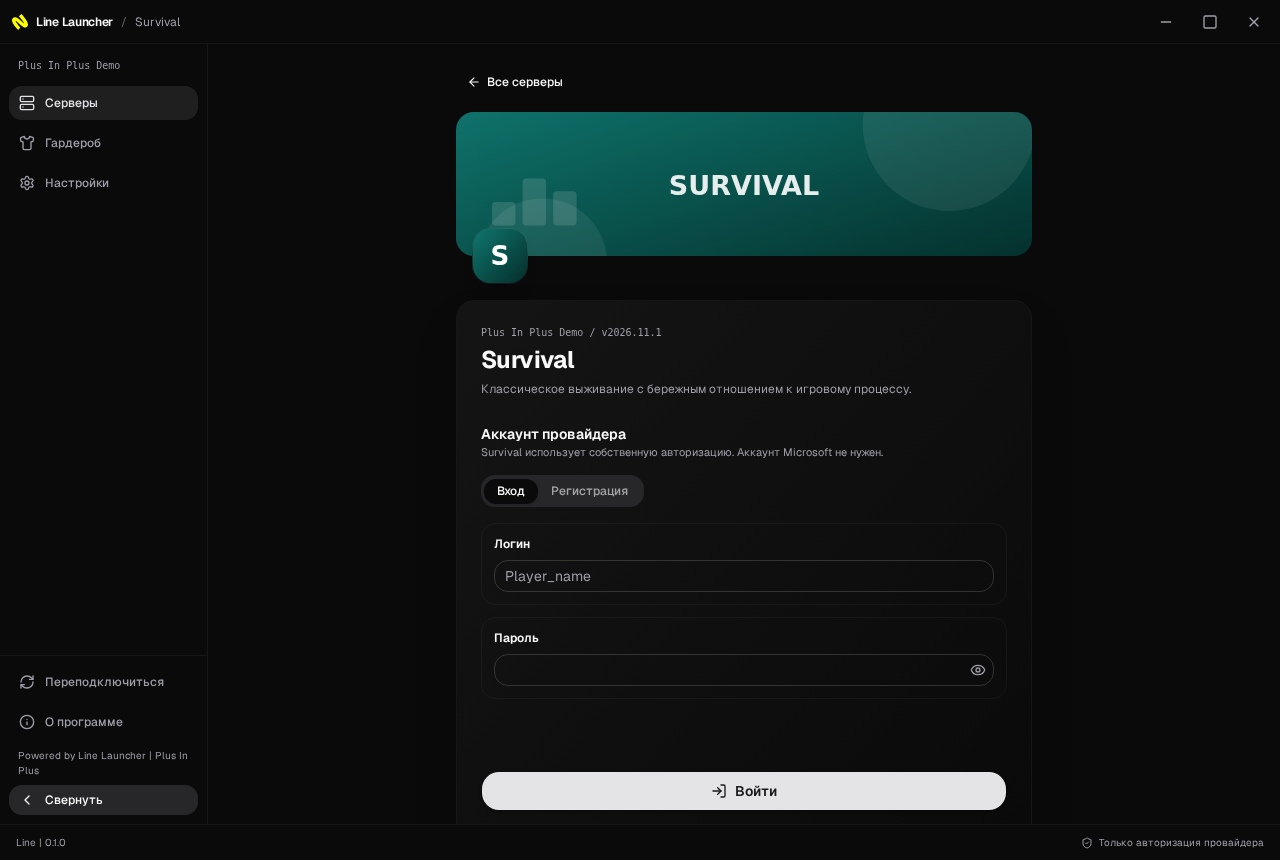 Line Launcher / Survival
Plus In Plus Demo
Серверы
Гардероб
Настройки
Переподключиться
О программе
Powered by Line Launcher | Plus In
Plus
Свернуть
Все серверы
SURVIVAL
S
Plus In Plus Demo / v2026.11.1
Survival
Классическое выживание с бережным отношением к игровому процессу.
Аккаунт провайдера
Survival использует собственную авторизацию. Аккаунт Microsoft не нужен.
Вход
Регистрация
Логин
Player_name
Пароль
Войти
Line | 0.1.0
Только авторизация провайдера